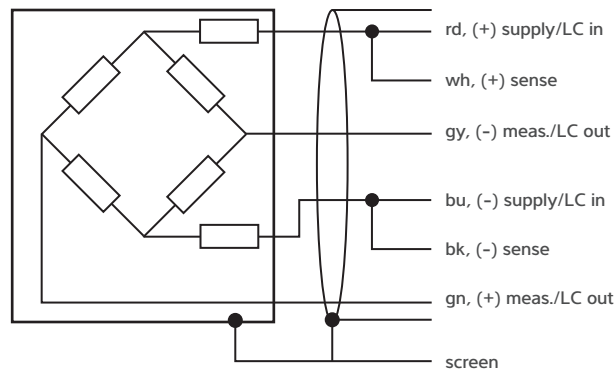 rd, (+) supply/LC in
wh, (+) sense
gy, (-) meas./LC out
bu, (-) supply/LC in
bk, (-) sense
gn, (+) meas./LC out
screen